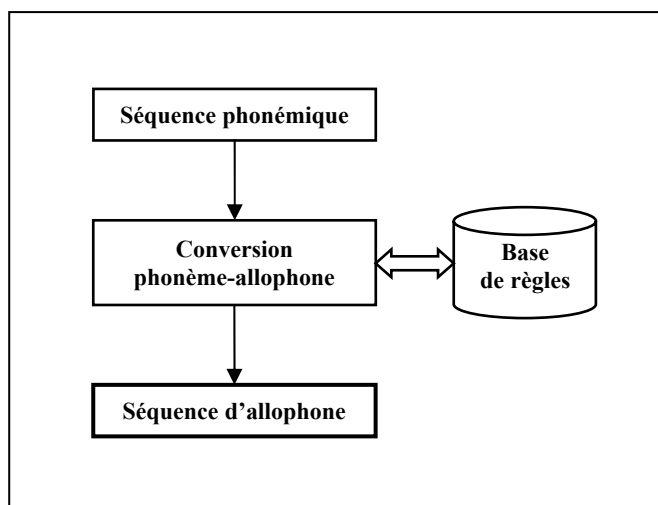 Séquence phonémique
Conversion
phonème-allophone
Base
de règles
Séquence d’allophone